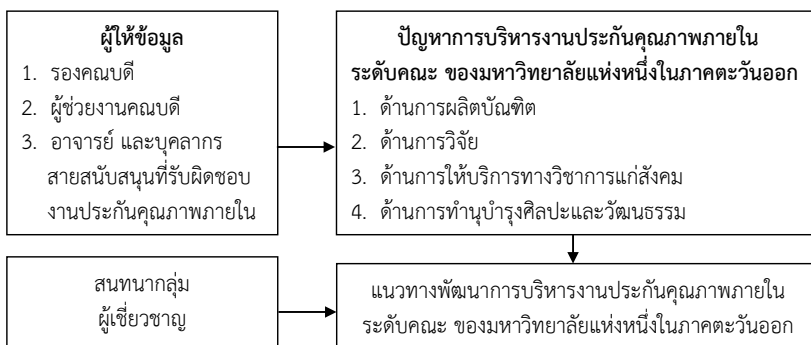 ผู้ให้ข้อมูล
1. รองคณบดี
2. ผู้ช่วยงานคณบดี
3. อาจารย์ และบุคลากร
สายสนับสนุนที่รับผิดชอบ
งานประกันคุณภาพภายใน
ปัญหาการบริหารงานประกันคุณภาพภายใน
ระดับคณะ ของมหาวิทยาลัยแห่งหนึ่งในภาคตะวันออก
1. ด้านการผลิตบัณฑิต
2. ด้านการวิจัย
3. ด้านการให้บริการทางวิชาการแก่สังคม
4. ด้านการทำนุบำรุงศิลปะและวัฒนธรรม
สนทนากลุ่ม
ผู้เชี่ยวชาญ
แนวทางพัฒนาการบริหารงานประกันคุณภาพภายใน
ระดับคณะ ของมหาวิทยาลัยแห่งหนึ่งในภาคตะวันออก